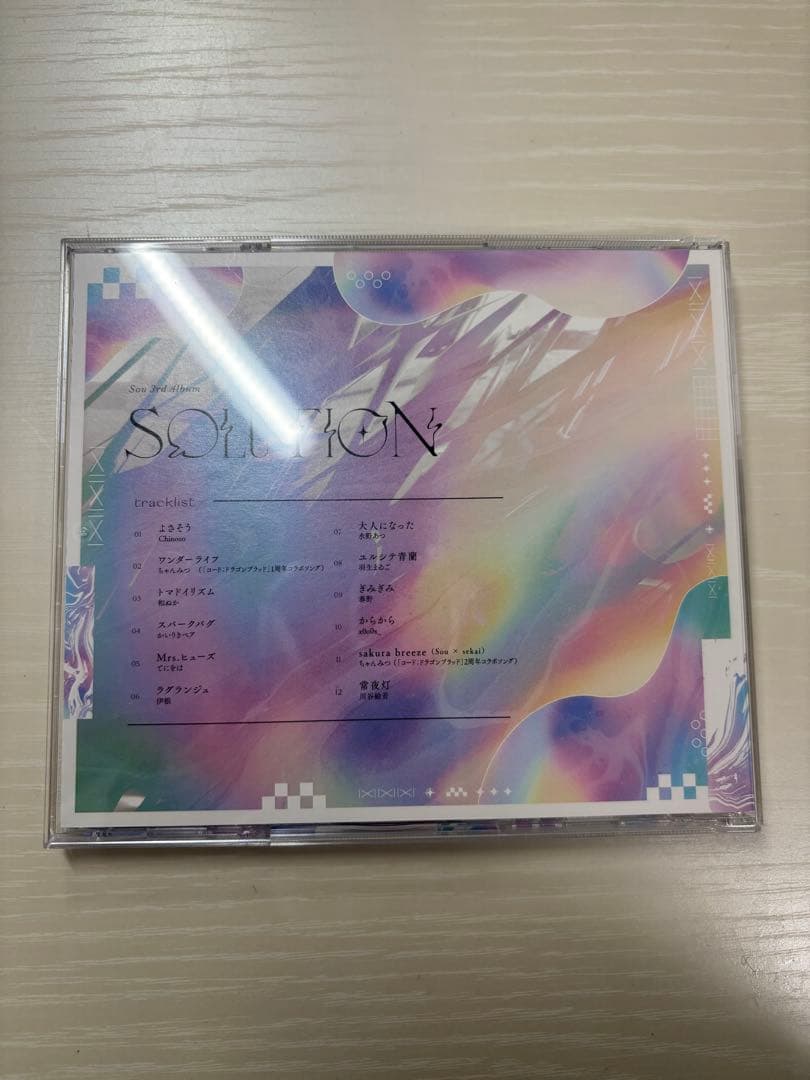 Sou 3rd Album
SOLUTION
tracklist
01 よさそう
Chinozo
02 ワンダーライフ
ちゃんみつ (「コード:ドラゴンブラッド」1周年コラボソング)
03 トマドイリズム
和ぬか
04 スパークバグ
かいりきベア
05 Mrs.ヒューズ
てにをは
06 ラグランジュ
伊根
07 大人になった
水野あつ
08 ユルシテ青蘭
羽生まゐご
09 ぎみぎみ
春野
10 からから
x0o0x_
11 sakura breeze (Sou × sekai)
ちゃんみつ (「コード:ドラゴンブラッド」2周年コラボソング)
12 常夜灯
川谷絵音